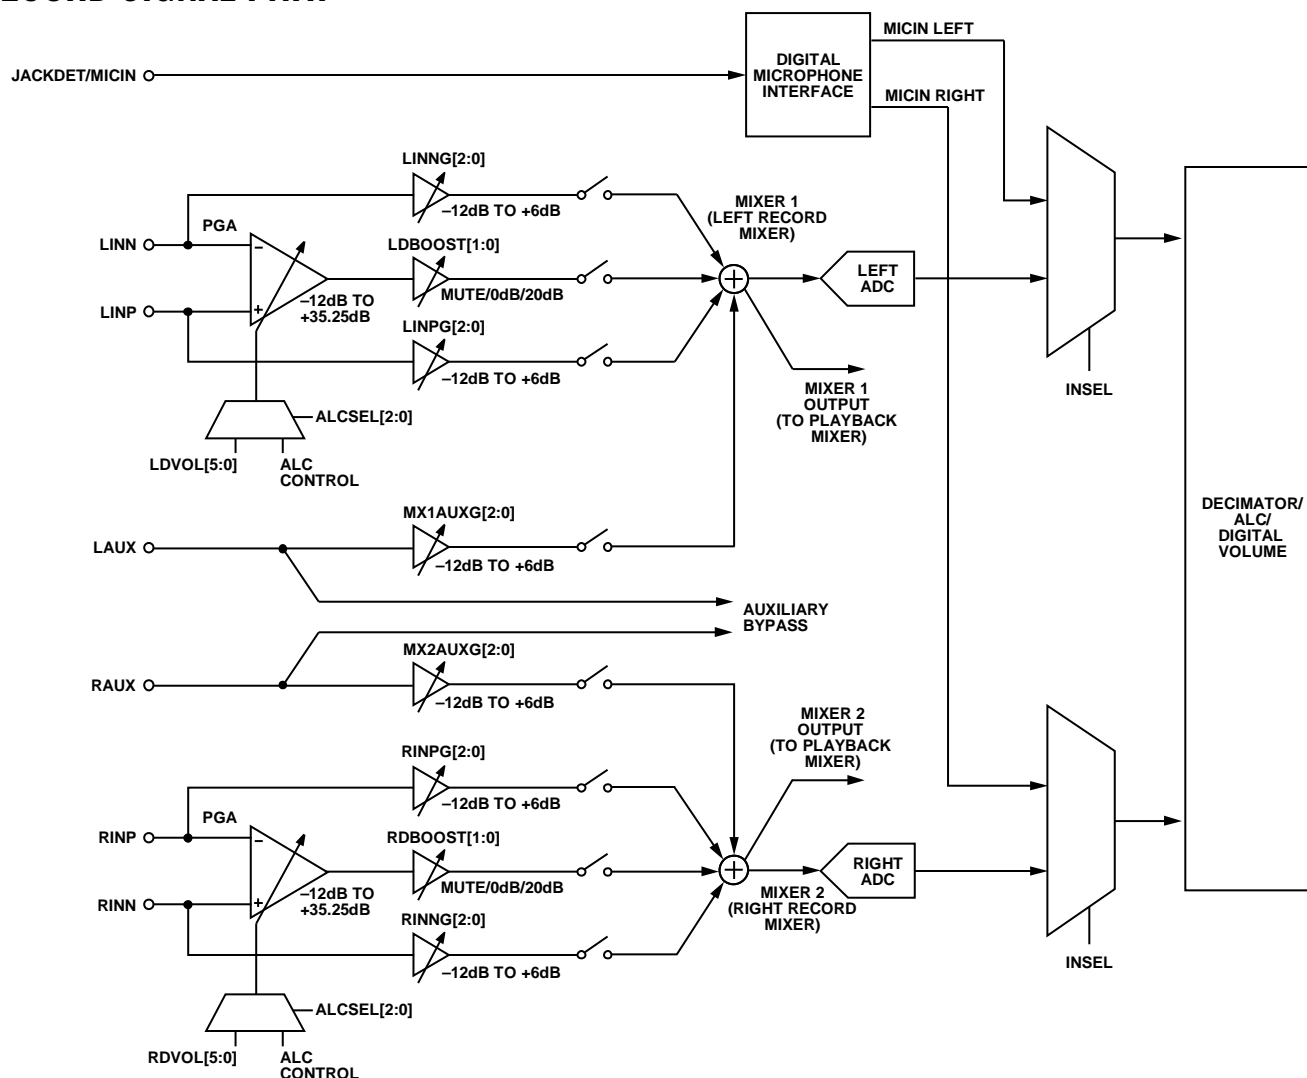 MICIN LEFT
JACKDET/MICIN
DIGITAL
MICROPHONE
INTERFACE
MICIN RIGHT
LINNG[2:0]
–12dB TO +6dB
PGA
LINN
–
LDBOOST[1:0]
MUTE/0dB/20dB
LINP
+
–12dB TO
+35.25dB
LINPG[2:0]
–12dB TO +6dB
MIXER 1
(LEFT RECORD
MIXER)
+
LEFT
ADC
MIXER 1
OUTPUT
(TO PLAYBACK
MIXER)
INSEL
ALCSEL[2:0]
LDVOL[5:0]
ALC
CONTROL
MX1AUXG[2:0]
LAUX
–12dB TO +6dB
DECIMATOR/
ALC/
DIGITAL
VOLUME
AUXILIARY
BYPASS
MX2AUXG[2:0]
RAUX
–12dB TO +6dB
MIXER 2
OUTPUT
(TO PLAYBACK
MIXER)
RINPG[2:0]
–12dB TO +6dB
PGA
RINP
–
RDBOOST[1:0]
MUTE/0dB/20dB
RINN
+
–12dB TO
+35.25dB
RINNG[2:0]
–12dB TO +6dB
+
MIXER 2
(RIGHT RECORD
MIXER)
RIGHT
ADC
INSEL
ALCSEL[2:0]
RDVOL[5:0]
ALC
CONTROL